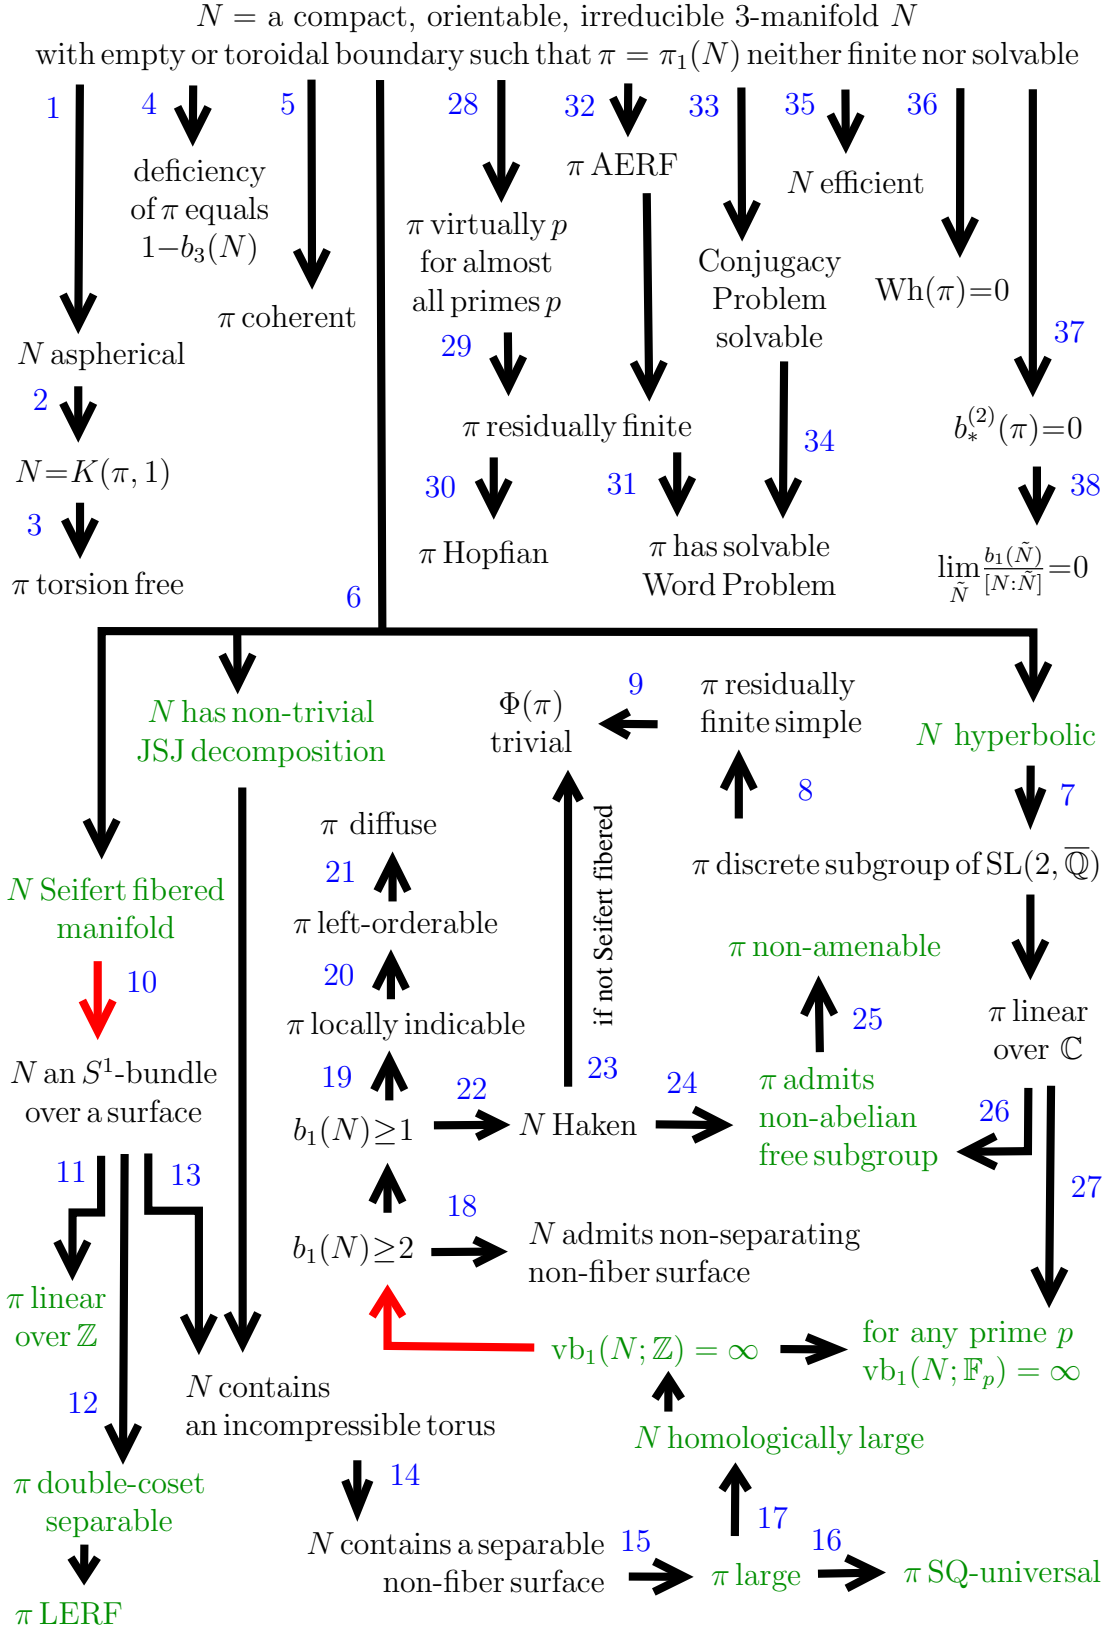 N = a compact, orientable, irreducible 3-manifold N
with empty or toroidal boundary such that π = π₁(N) neither finite nor solvable
1
4
5
28
32
33
35
36
deficiency
of π equals
1−b₃(N)
π AERF
N efficient
π virtually p
for almost
all primes p
Conjugacy
Problem
solvable
Wh(π)=0
π coherent
N aspherical
29
37
2
π residually finite
b_*^{(2)}(π)=0
34
N=K(π, 1)
30
31
38
3
π Hopfian
π has solvable
Word Problem
lim_{Ñ} b₁(Ñ)/[N:Ñ] =0
π torsion free
6
N has non-trivial
JSJ decomposition
Φ(π)
trivial
9
π residually
finite simple
N hyperbolic
8
7
π diffuse
if not Seifert fibered
21
π discrete subgroup of SL(2, Q̅)
N Seifert fibered
manifold
π left-orderable
π non-amenable
10
20
25
π locally indicable
π linear
over ℂ
N an S¹-bundle
over a surface
19
22
23
24
π admits
non-abelian
free subgroup
26
b₁(N)≥1
N Haken
11
13
27
18
b₁(N)≥2
N admits non-separating
non-fiber surface
π linear
over ℤ
vb₁(N; ℤ) = ∞
for any prime p
vb₁(N; 𝔽ₚ) = ∞
12
N contains
an incompressible torus
N homologically large
π double-coset
separable
14
17
15
16
N contains a separable
non-fiber surface
π large
π SQ-universal
π LERF